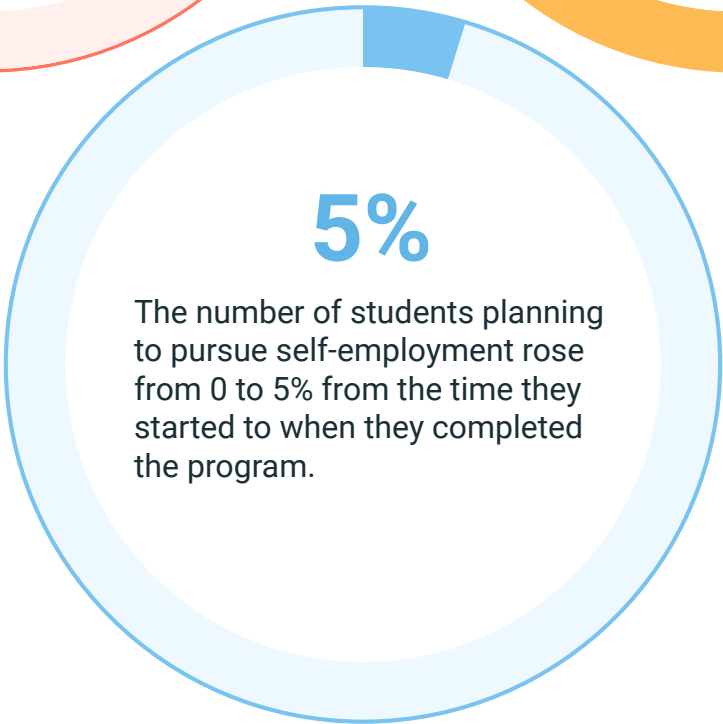 5%
The number of students planning
to pursue self-employment rose
from 0 to 5% from the time they
started to when they completed
the program.